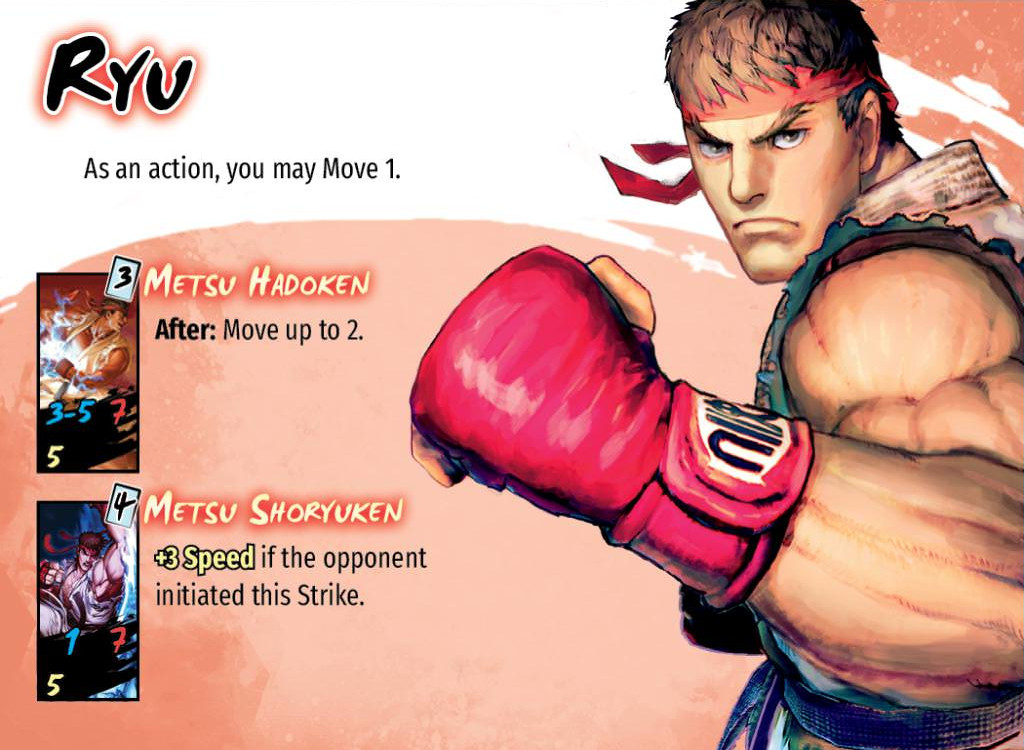 Ryu
As an action, you may Move 1.
3
Metsu Hadoken
After: Move up to 2.
3-5 7
5
4
Metsu Shoryuken
+3 Speed if the opponent
initiated this Strike.
1 7
5